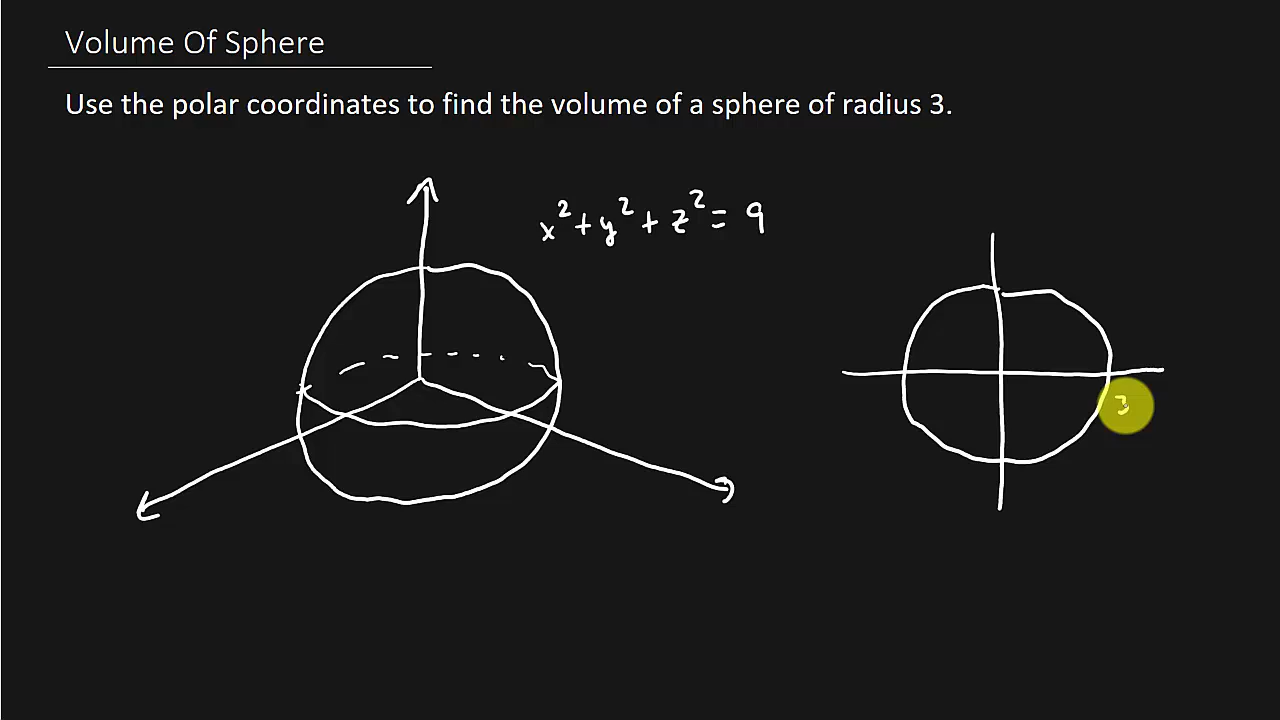 Volume Of Sphere
Use the polar coordinates to find the volume of a sphere of radius 3.
x²+y²+z²=9
3